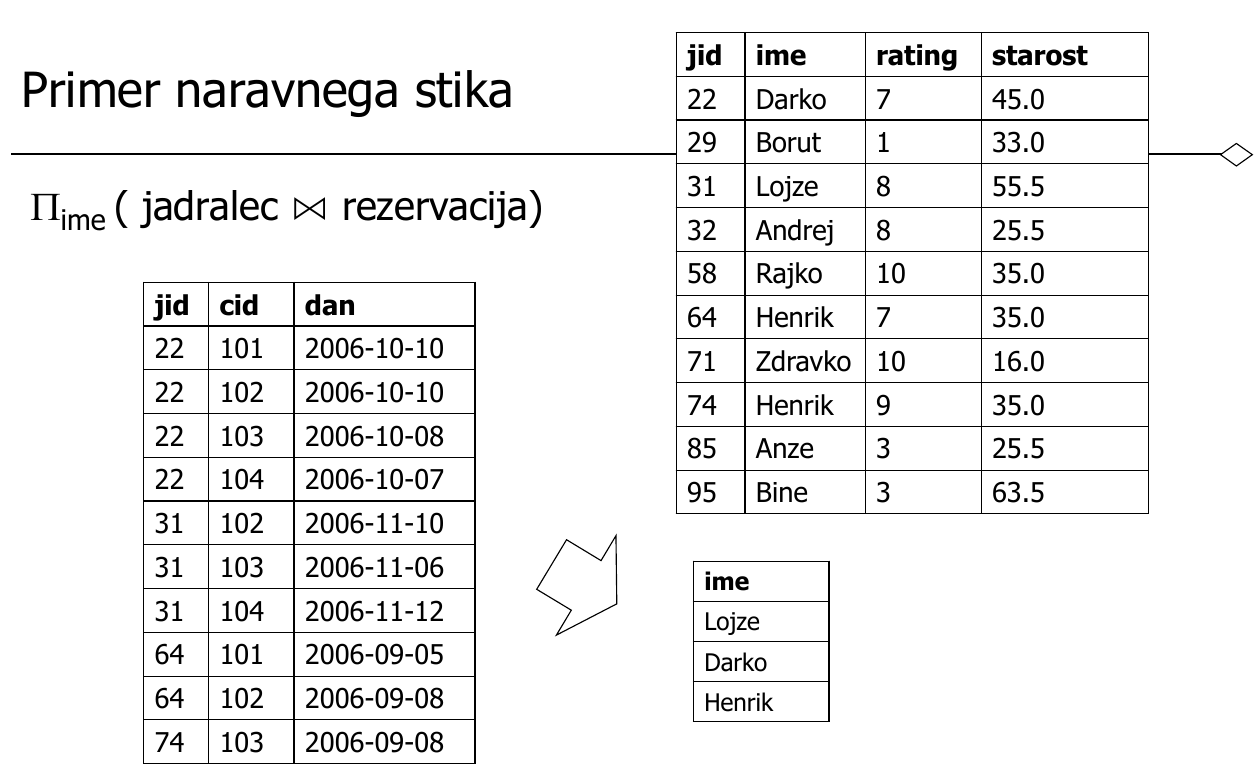 Primer naravnega stika
Π ime ( jadralec ⋈ rezervacija)
jid ime rating starost
22 Darko 7 45.0
29 Borut 1 33.0
31 Lojze 8 55.5
32 Andrej 8 25.5
58 Rajko 10 35.0
64 Henrik 7 35.0
71 Zdravko 10 16.0
74 Henrik 9 35.0
85 Anze 3 25.5
95 Bine 3 63.5
jid cid dan
22 101 2006-10-10
22 102 2006-10-10
22 103 2006-10-08
22 104 2006-10-07
31 102 2006-11-10
31 103 2006-11-06
31 104 2006-11-12
64 101 2006-09-05
64 102 2006-09-08
74 103 2006-09-08
ime
Lojze
Darko
Henrik